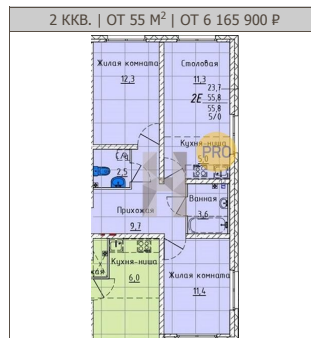 2 ККВ. | ОТ 55 М² | ОТ 6 165 900 ₽
Жилая комната
12,3
Столовая
11,3
2Е
23,7
55,8
55,8
5/0
Кухня-ниша
5,0
PRO
С/у
2,5
Ванная
3,6
Прихожая
9,7
Кухня-ниша
6,0
Жилая комната
11,4